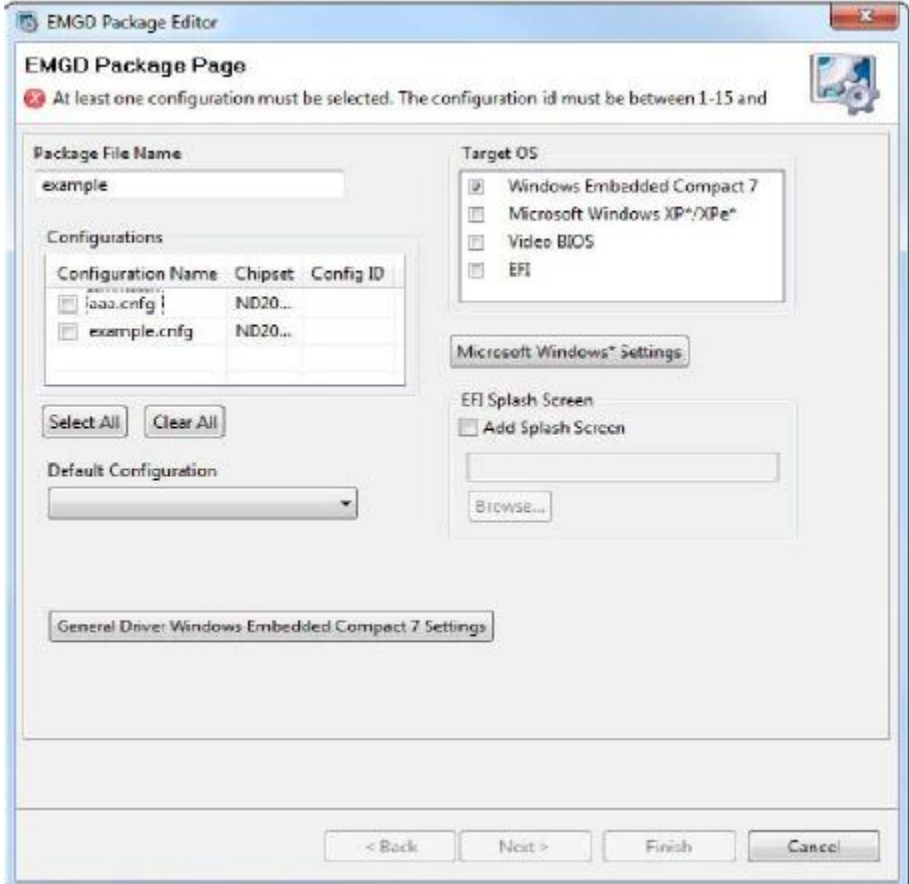 EMGD Package Editor
EMGD Package Page
At least one configuration must be selected. The configuration id must be between 1-15 and
Package File Name
example
Configurations
Configuration Name Chipset Config ID
aaa.cnfg ND20...
example.cnfg ND20...
Select All Clear All
Default Configuration
General Driver Windows Embedded Compact 7 Settings
Target OS
Windows Embedded Compact 7
Microsoft Windows XP*/XPe*
Video BIOS
EFI
Microsoft Windows* Settings
EFI Splash Screen
Add Splash Screen
Browse...
< Back Next > Finish Cancel